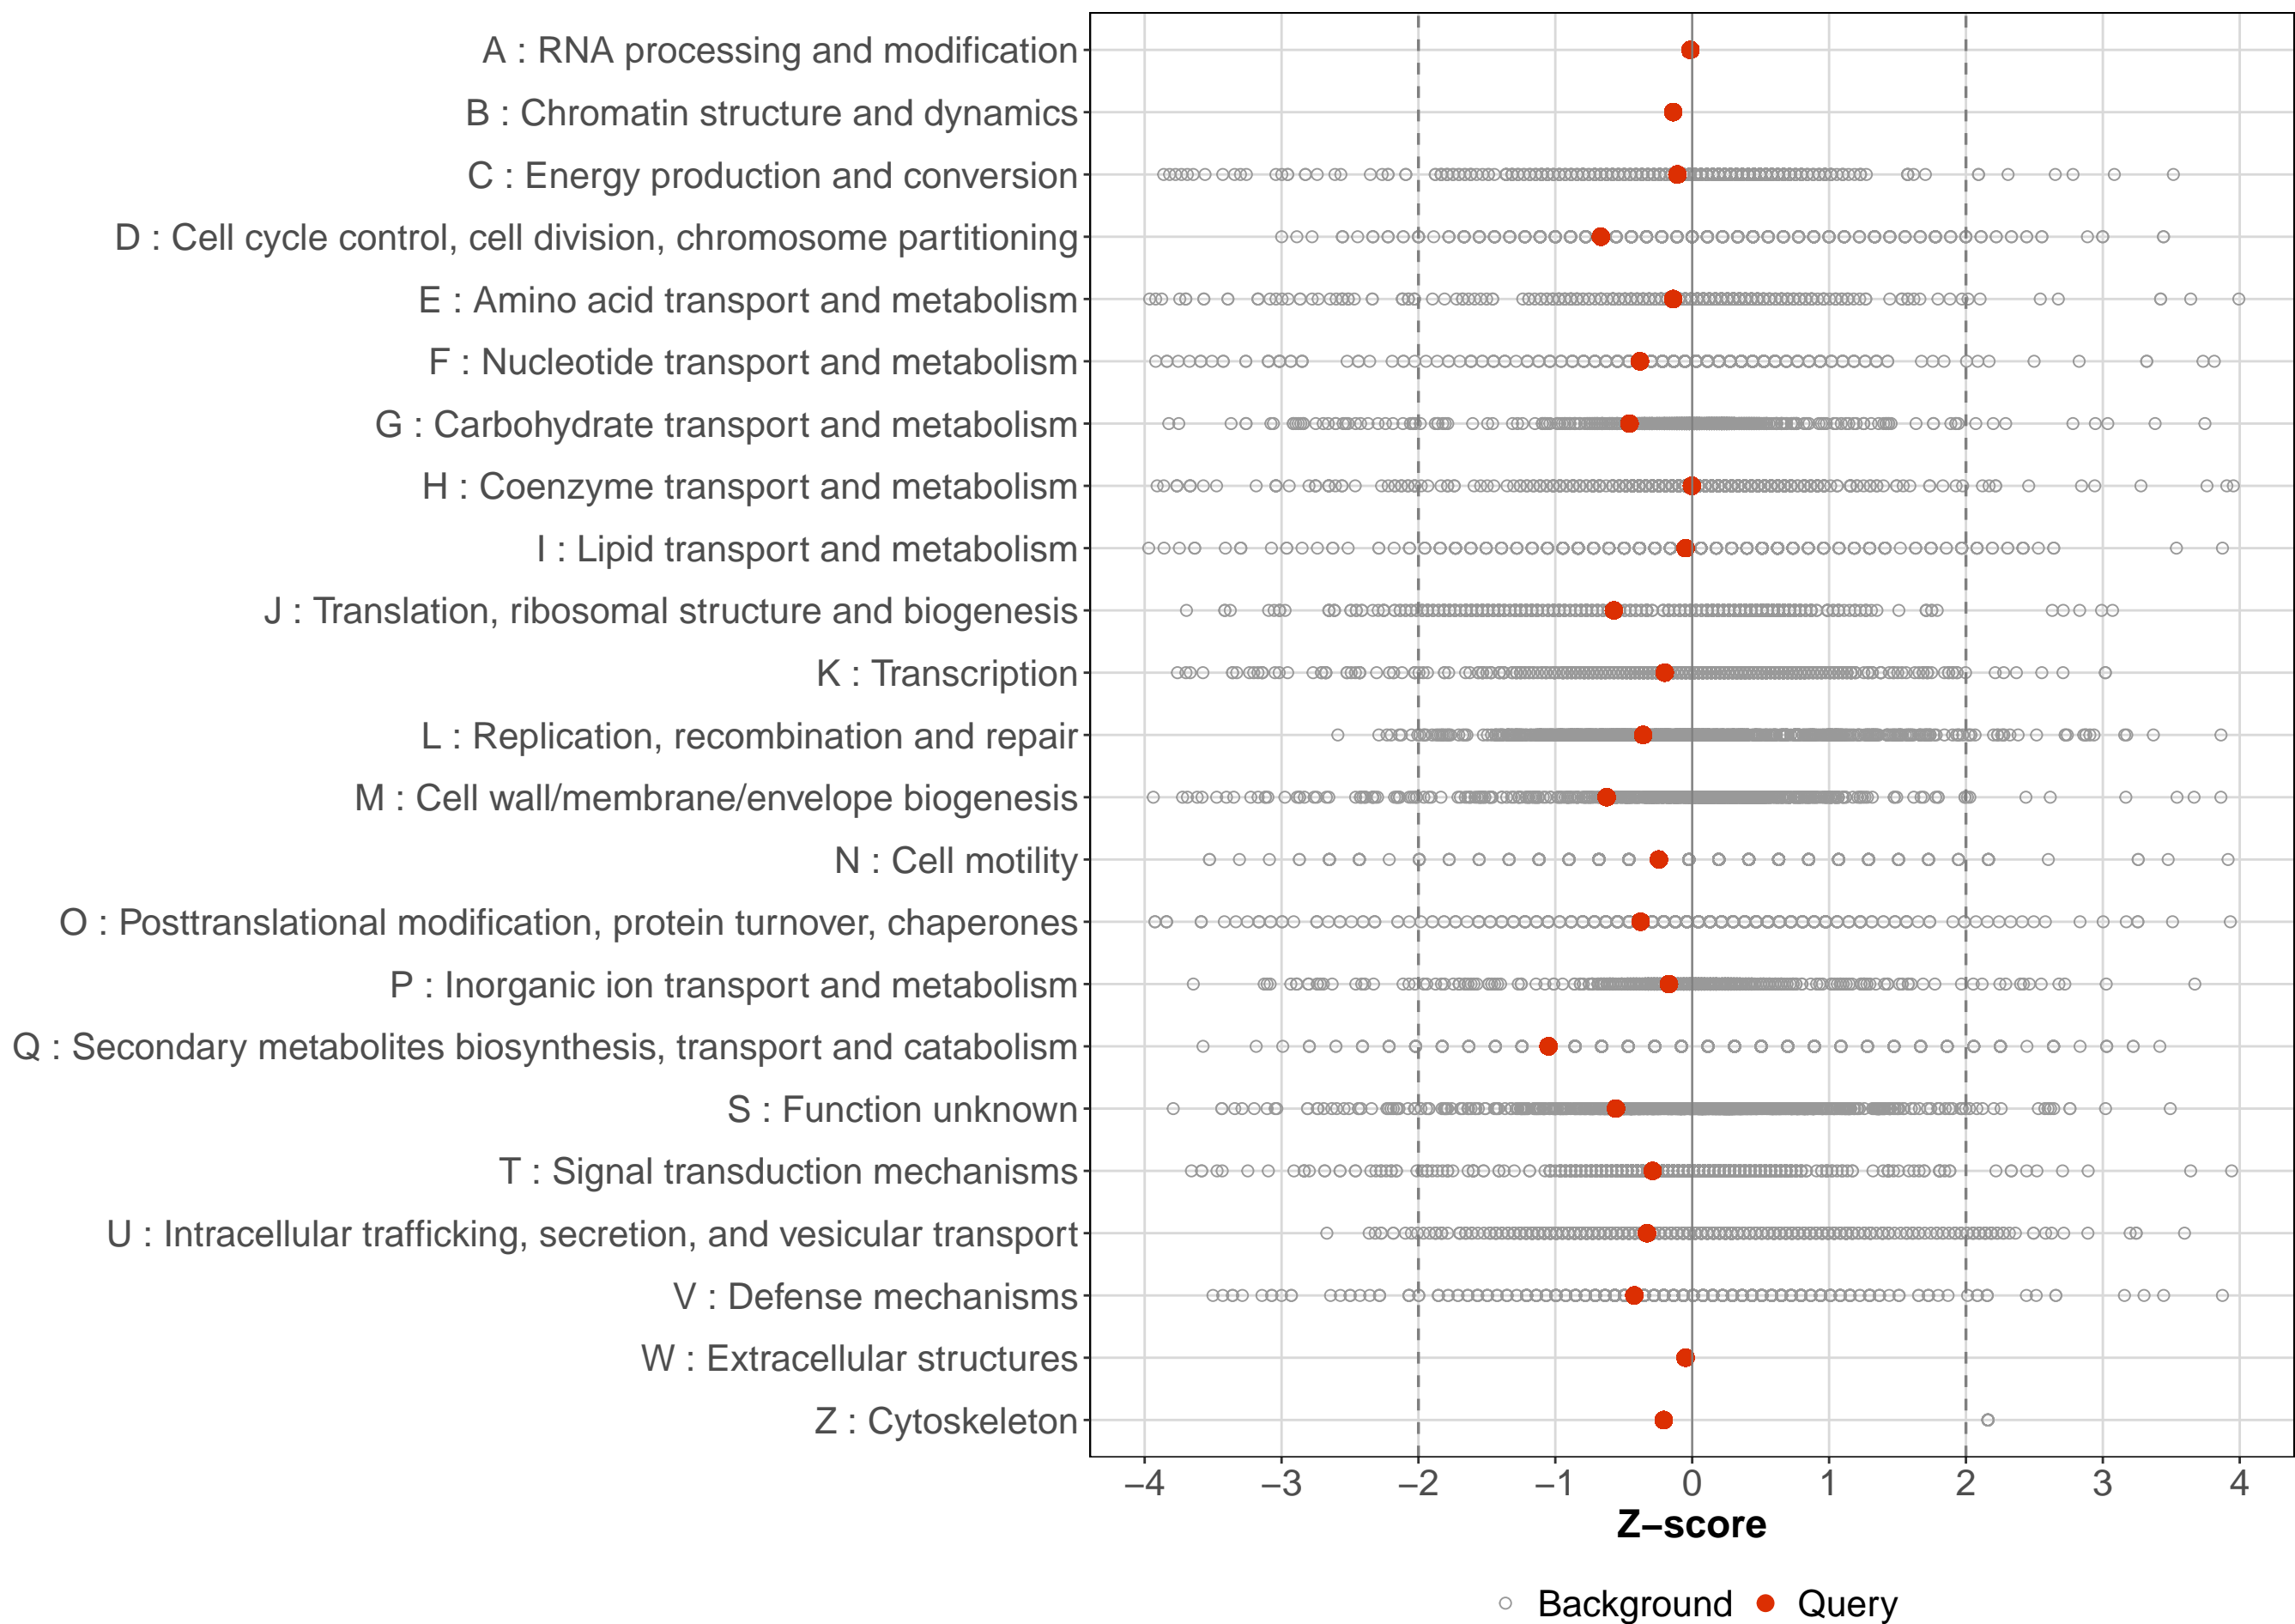 A : RNA processing and modification
B : Chromatin structure and dynamics
C : Energy production and conversion
D : Cell cycle control, cell division, chromosome partitioning
E : Amino acid transport and metabolism
F : Nucleotide transport and metabolism
G : Carbohydrate transport and metabolism
H : Coenzyme transport and metabolism
I : Lipid transport and metabolism
J : Translation, ribosomal structure and biogenesis
K : Transcription
L : Replication, recombination and repair
M : Cell wall/membrane/envelope biogenesis
N : Cell motility
O : Posttranslational modification, protein turnover, chaperones
P : Inorganic ion transport and metabolism
Q : Secondary metabolites biosynthesis, transport and catabolism
S : Function unknown
T : Signal transduction mechanisms
U : Intracellular trafficking, secretion, and vesicular transport
V : Defense mechanisms
W : Extracellular structures
Z : Cytoskeleton
−4 −3 −2 −1 0 1 2 3 4
Z−score
Background Query